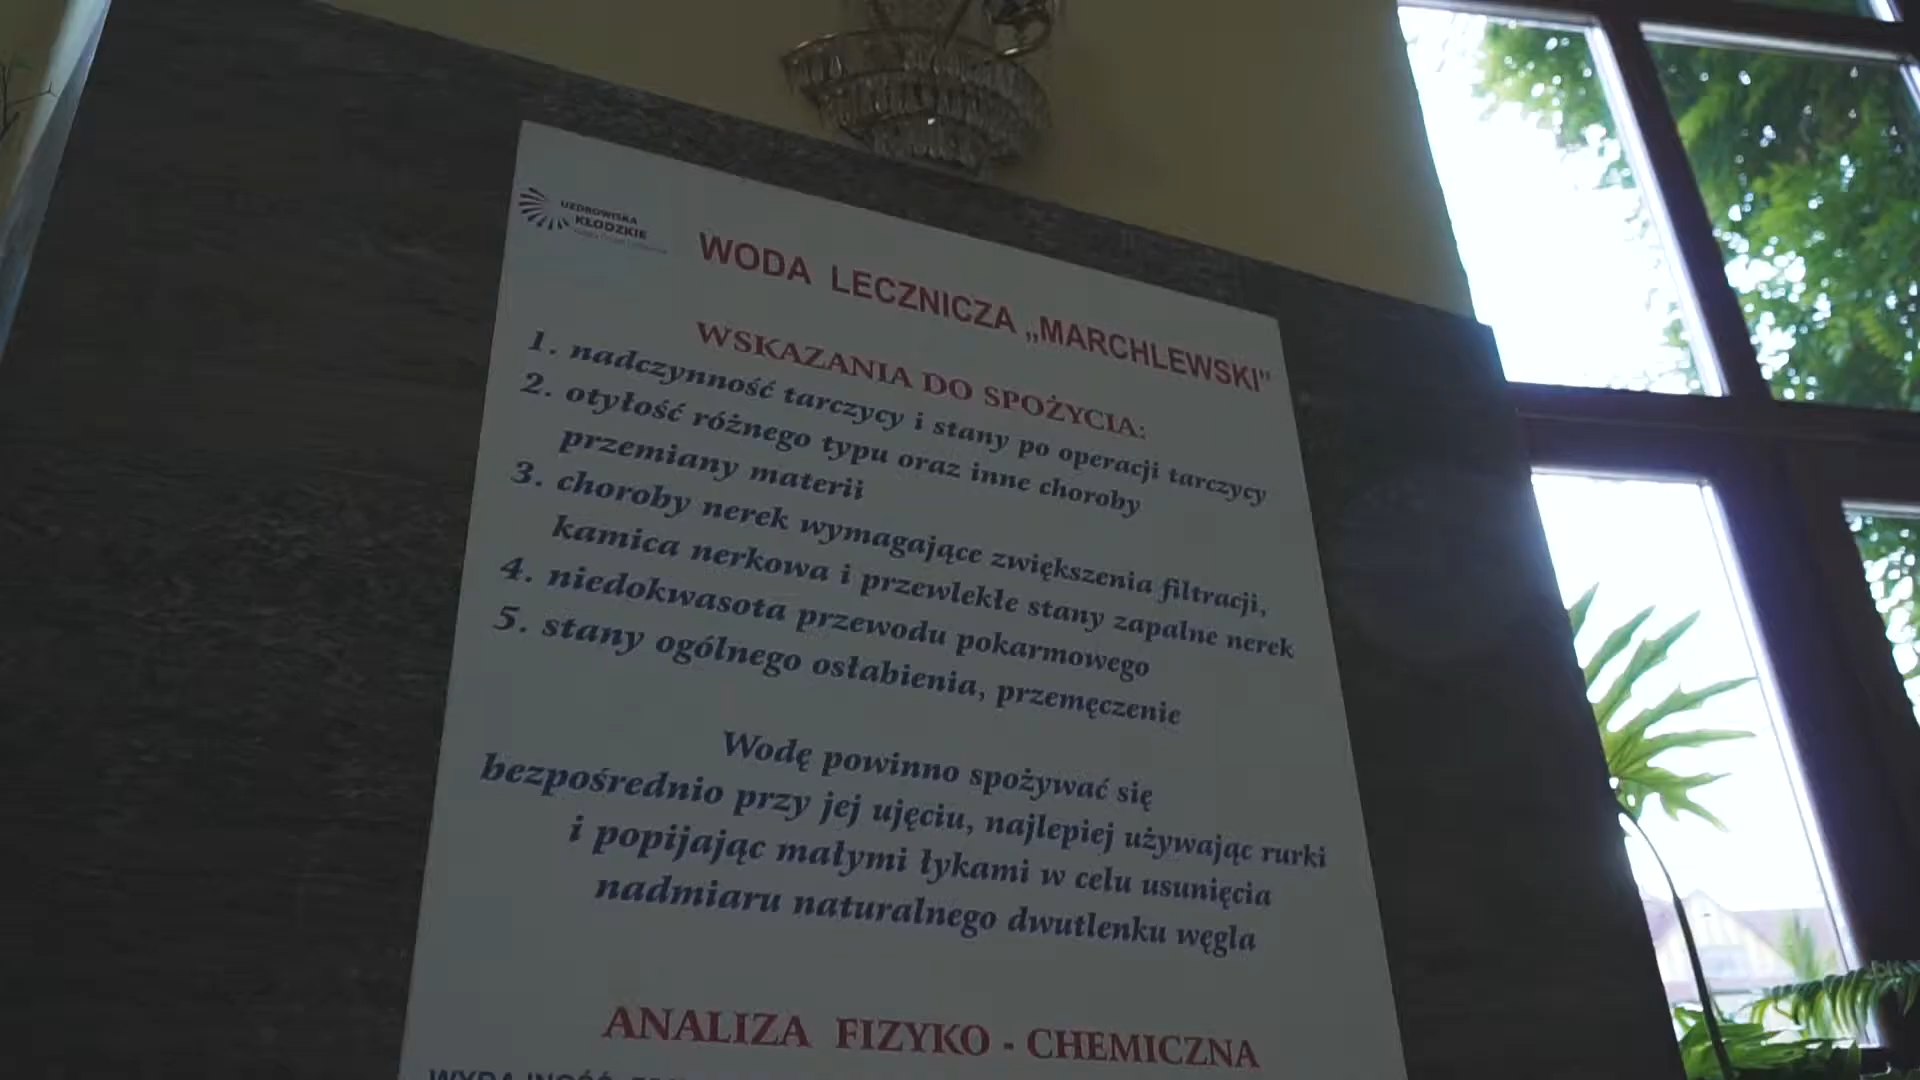 UZDROWISKA
KŁODZKIE
WODA LECZNICZA „MARCHLEWSKI”
WSKAZANIA DO SPOŻYCIA:
1. nadczynność tarczycy i stany po operacji tarczycy
2. otyłość różnego typu oraz inne choroby
przemiany materii
3. choroby nerek wymagające zwiększenia filtracji,
kamica nerkowa i przewlekłe stany zapalne nerek
4. niedokwasota przewodu pokarmowego
5. stany ogólnego osłabienia, przemęczenie
Wodę powinno spożywać się
bezpośrednio przy jej ujęciu, najlepiej używając rurki
i popijając małymi łykami w celu usunięcia
nadmiaru naturalnego dwutlenku węgla
ANALIZA FIZYKO - CHEMICZNA